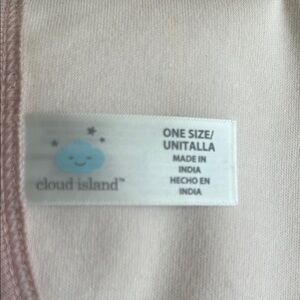 cloud island™
ONE SIZE/
UNITALLA
MADE IN
INDIA
HECHO EN
INDIA